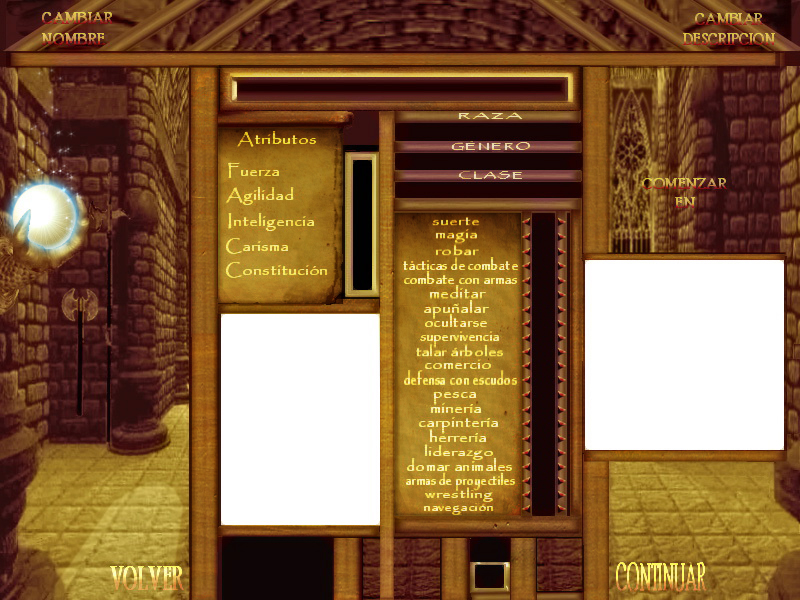 CAMBIAR
NOMBRE
CAMBIAR
DESCRIPCION
Atributos
Fuerza
Agilidad
Inteligencia
Carisma
Constitución
RAZA
GÉNERO
CLASE
suerte
magia
robar
tácticas de combate
combate con armas
meditar
apuñalar
ocultarse
supervivencia
talar árboles
comercio
defensa con escudos
pesca
minería
carpintería
herrería
liderazgo
domar animales
armas de proyectiles
wrestling
navegación
COMENZAR
EN
VOLVER
CONTINUAR